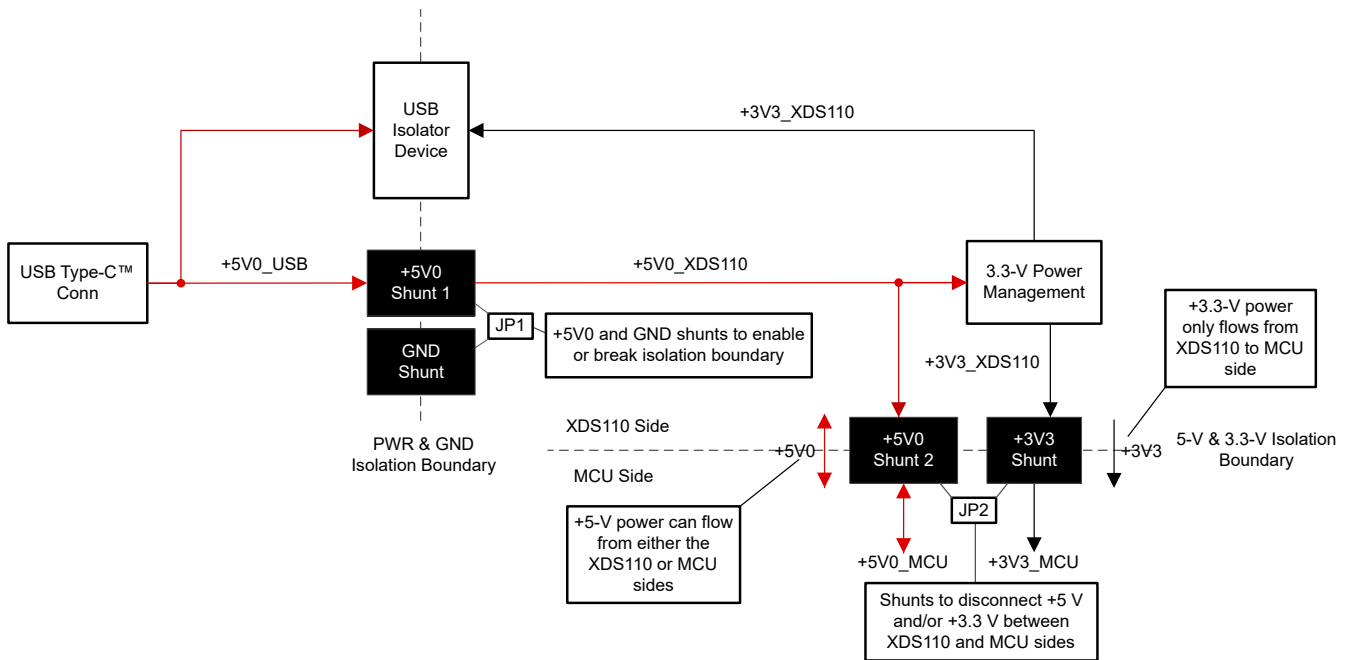 USB
Isolator
Device
+3V3_XDS110
USB Type-C™
Conn
+5V0_USB
+5V0
Shunt 1
+5V0_XDS110
3.3-V Power
Management
JP1
GND
Shunt
+5V0 and GND shunts to enable
or break isolation boundary
+3.3-V power
only flows from
XDS110 to MCU
side
+3V3_XDS110
PWR & GND
Isolation Boundary
XDS110 Side
+5V0
MCU Side
+5V0
Shunt 2
+3V3
Shunt
+3V3
5-V & 3.3-V Isolation
Boundary
JP2
+5-V power can flow
from either the
XDS110 or MCU
sides
+5V0_MCU
+3V3_MCU
Shunts to disconnect +5 V
and/or +3.3 V between
XDS110 and MCU sides